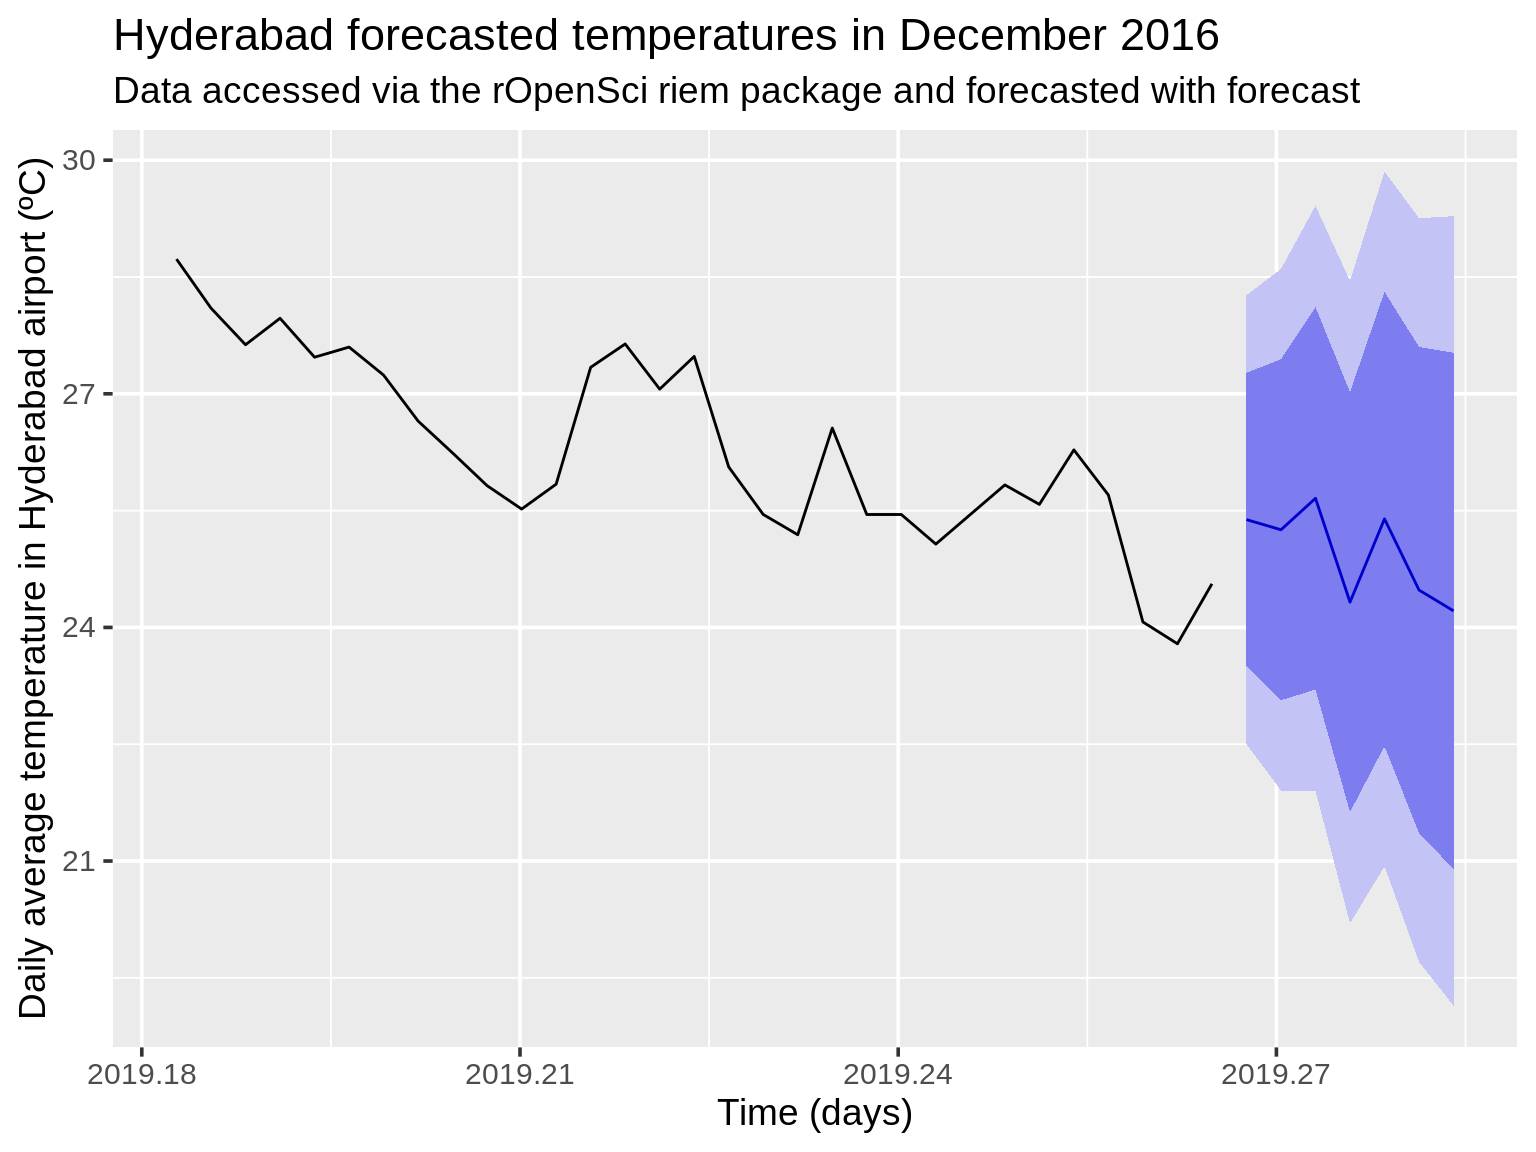 Hyderabad forecasted temperatures in December 2016
Data accessed via the rOpenSci riem package and forecasted with forecast
Daily average temperature in Hyderabad airport (ºC)
30
27
24
21
2019.18
2019.21
2019.24
2019.27
Time (days)